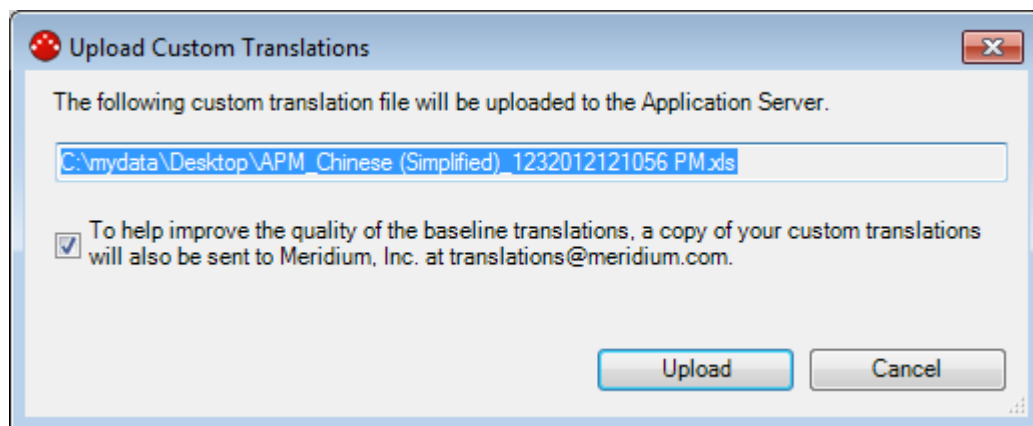 Upload Custom Translations
The following custom translation file will be uploaded to the Application Server.
C:\mydata\Desktop\APM_Chinese (Simplified)_1232012121056 PM.xls
To help improve the quality of the baseline translations, a copy of your custom translations
will also be sent to Meridium, Inc. at translations@meridium.com.
Upload Cancel